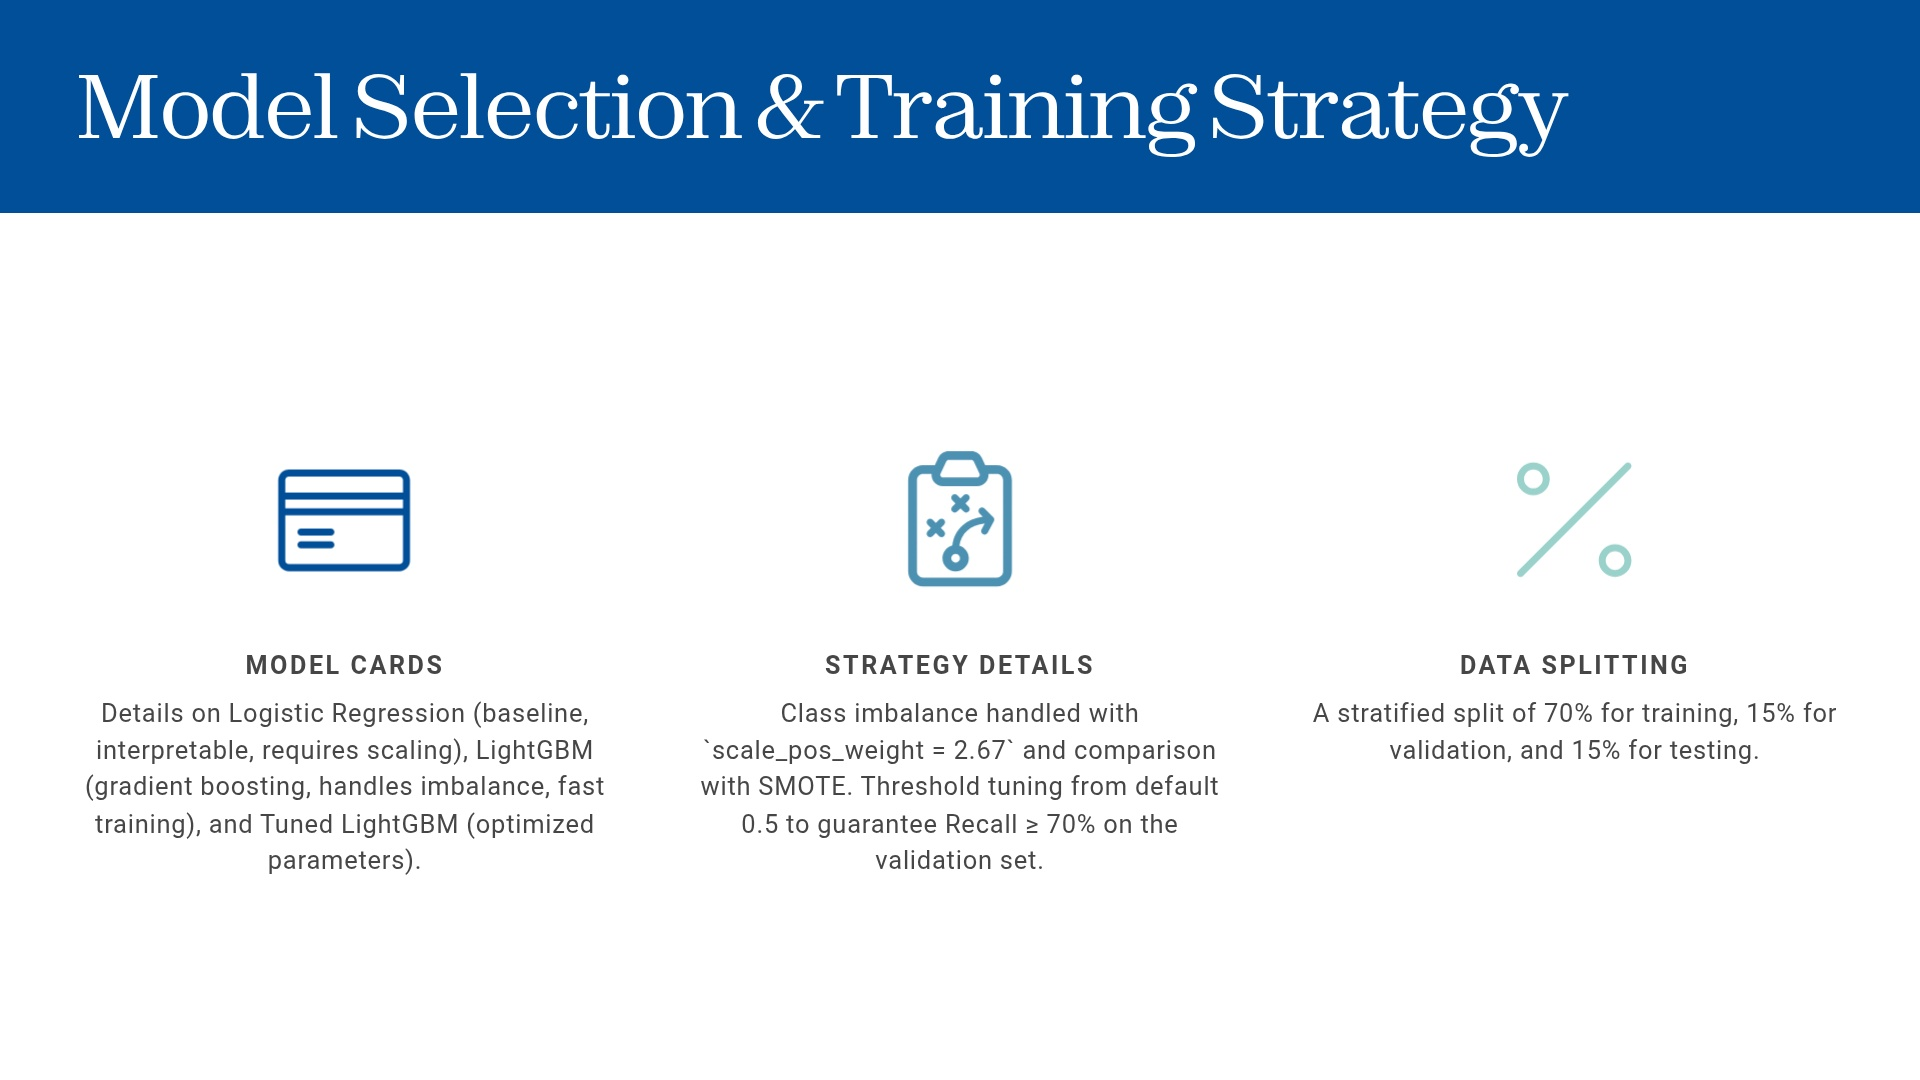 Model Selection & Training Strategy
MODEL CARDS
Details on Logistic Regression (baseline,
interpretable, requires scaling), LightGBM
(gradient boosting, handles imbalance, fast
training), and Tuned LightGBM (optimized
parameters).
STRATEGY DETAILS
Class imbalance handled with
`scale_pos_weight = 2.67` and comparison
with SMOTE. Threshold tuning from default
0.5 to guarantee Recall ≥ 70% on the
validation set.
DATA SPLITTING
A stratified split of 70% for training, 15% for
validation, and 15% for testing.